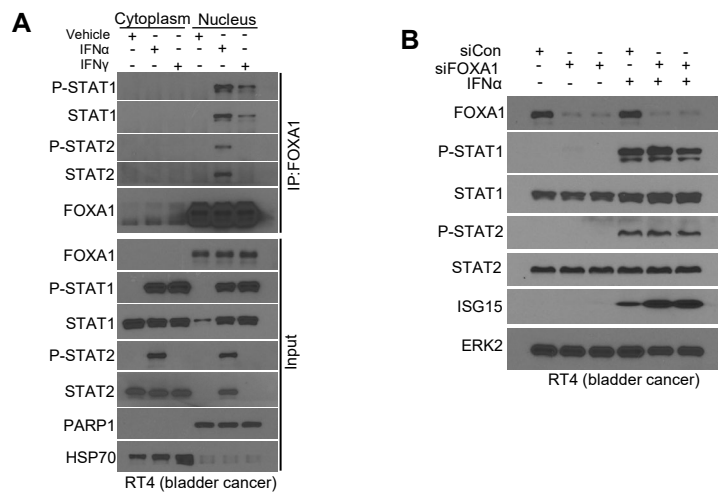 A
Cytoplasm Nucleus
Vehicle + - - + - -
IFNα - + - - + -
IFNγ - - + - - +
P-STAT1
STAT1
P-STAT2
STAT2
FOXA1
IP:FOXA1
FOXA1
P-STAT1
STAT1
P-STAT2
STAT2
PARP1
HSP70
Input
RT4 (bladder cancer)
B
siCon + - - + - -
siFOXA1 - + + - + +
IFNα - - - + + +
FOXA1
P-STAT1
STAT1
P-STAT2
STAT2
ISG15
ERK2
RT4 (bladder cancer)